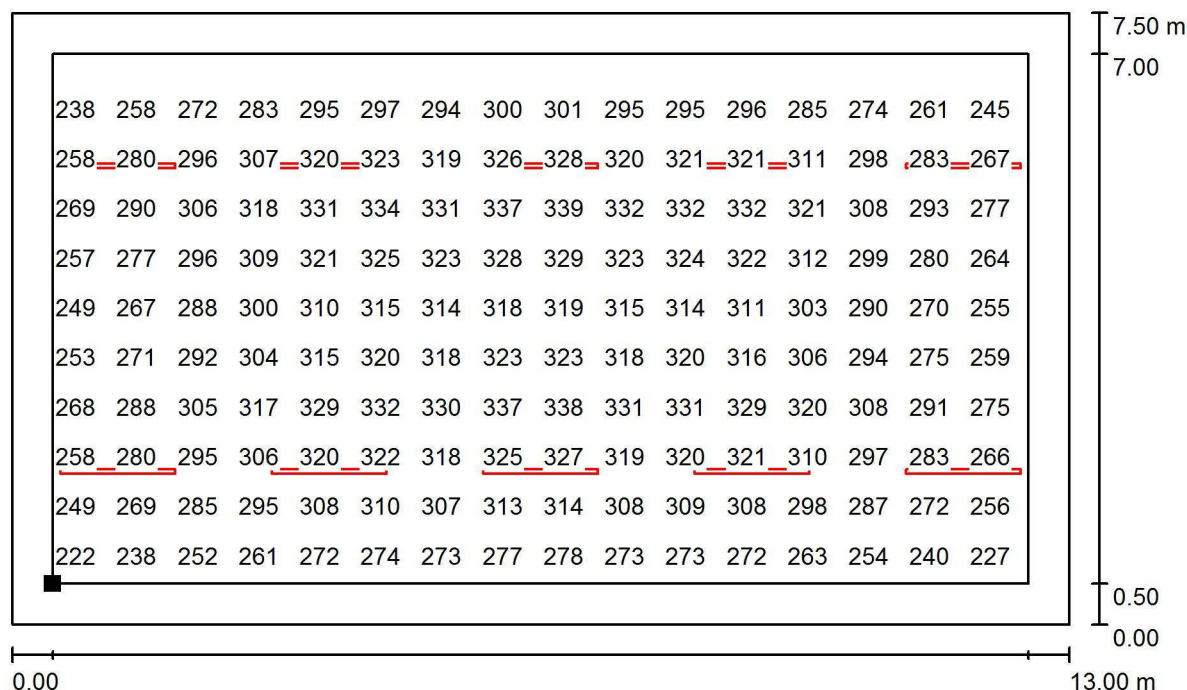 7.50 m
7.00
238 258 272 283 295 297 294 300 301 295 295 296 285 274 261 245
258 280 296 307 320 323 319 326 328 320 321 321 311 298 283 267
269 290 306 318 331 334 331 337 339 332 332 332 321 308 293 277
257 277 296 309 321 325 323 328 329 323 324 322 312 299 280 264
249 267 288 300 310 315 314 318 319 315 314 311 303 290 270 255
253 271 292 304 315 320 318 323 323 318 320 316 306 294 275 259
268 288 305 317 329 332 330 337 338 331 331 329 320 308 291 275
258 280 295 306 320 322 318 325 327 319 320 321 310 297 283 266
249 269 285 295 308 310 307 313 314 308 309 308 298 287 272 256
222 238 252 261 272 274 273 277 278 273 273 272 263 254 240 227
0.50
0.00
0.00 13.00 m